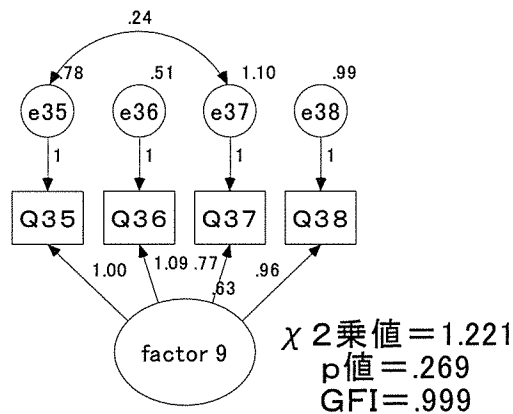 .24
.78 .51 1.10 .99
e35 e36 e37 e38
1 1 1 1
Q35 Q36 Q37 Q38
1.00 1.09 .77 .96
.63
factor 9
χ2乗値=1.221
p値=.269
GFI=.999